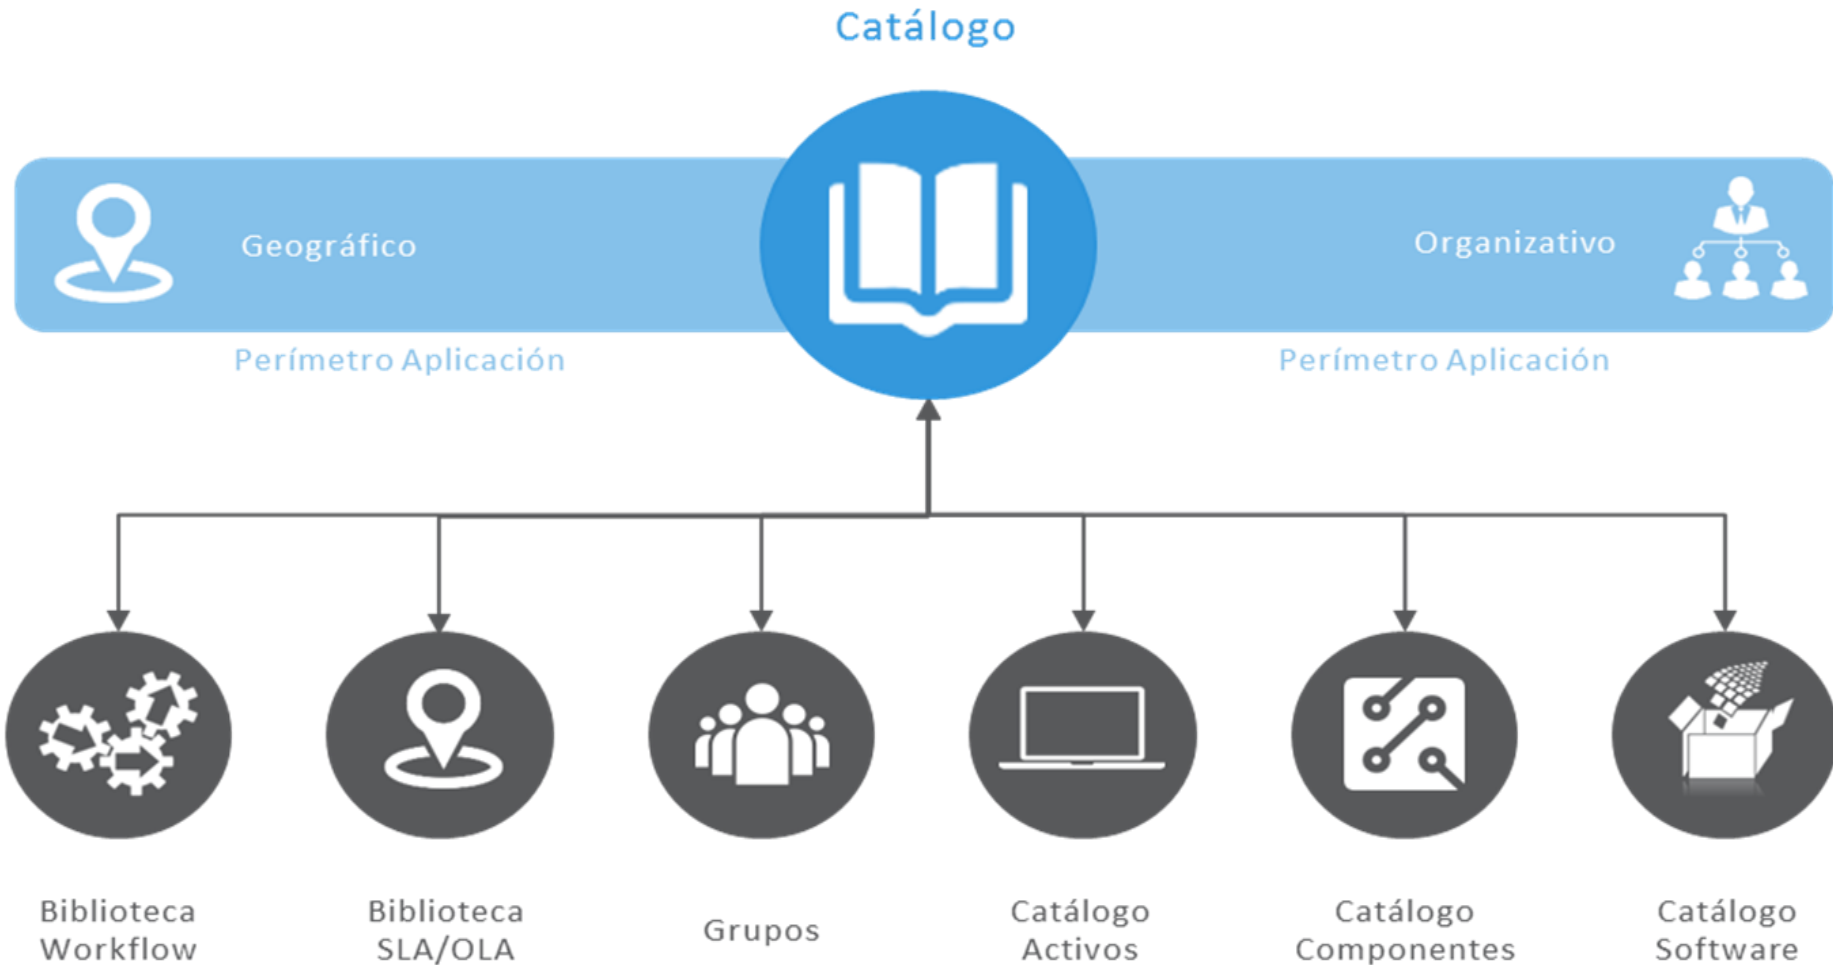 Catálogo
Geográfico
Organizativo
Perímetro Aplicación
Perímetro Aplicación
Biblioteca
Workflow
Biblioteca
SLA/OLA
Grupos
Catálogo
Activos
Catálogo
Componentes
Catálogo
Software